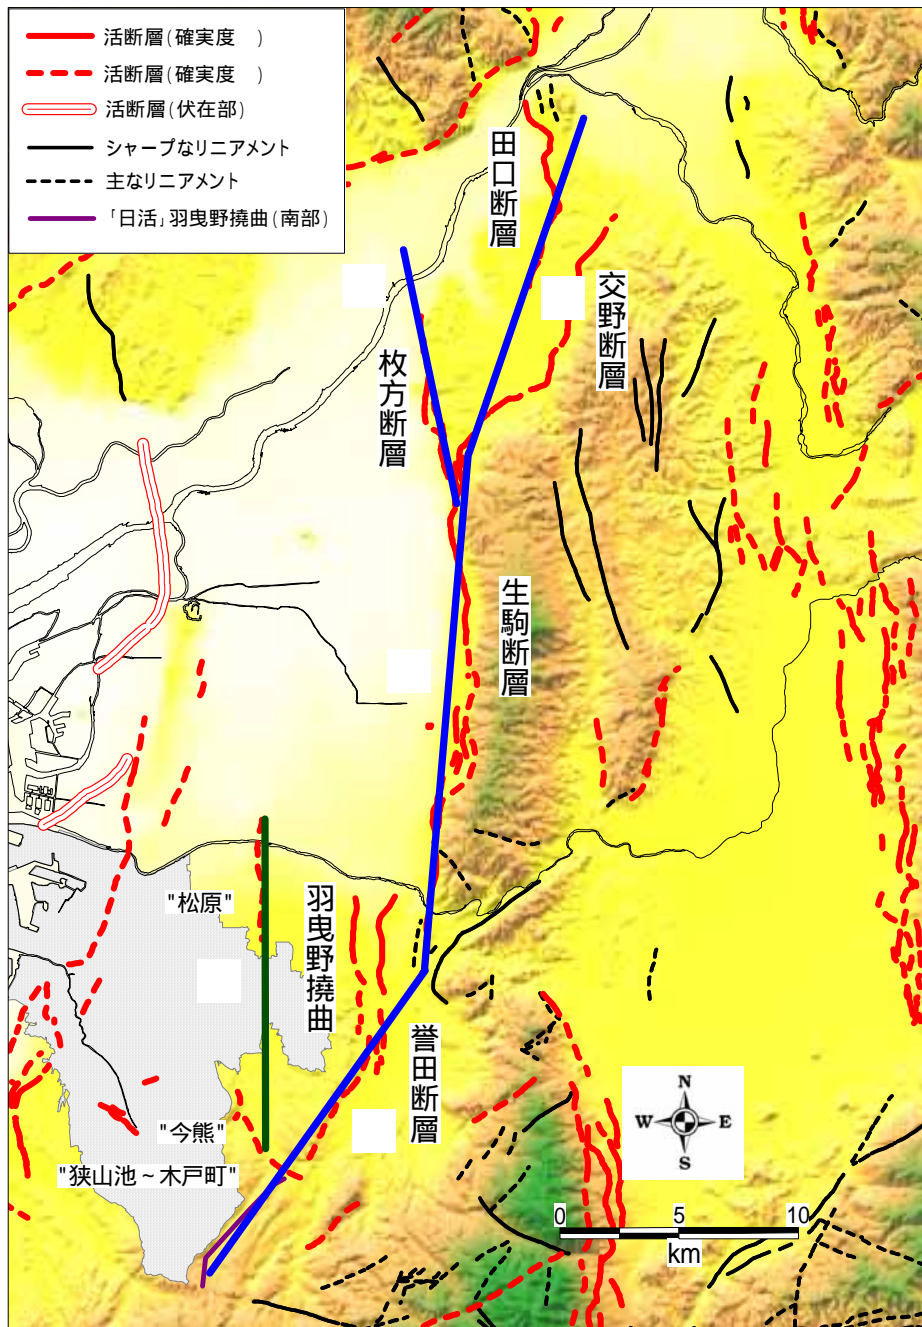 活断層(確実度　)
活断層(確実度　)
活断層(伏在部)
シャープなリニアメント
主なリニアメント
「日活」羽曳野撓曲(南部)
田口断層
交野断層
枚方断層
生駒断層
"松原"
羽曳野撓曲
誉田断層
"今熊"
"狭山池～木戸町"
N
W E
S
0 5 10
km